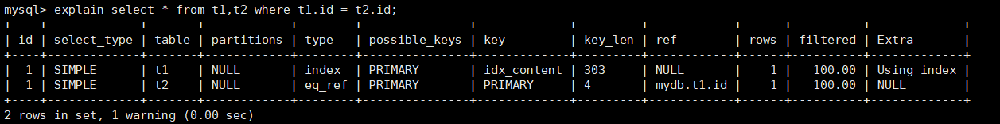 mysql> explain select * from t1,t2 where t1.id = t2.id;
+----+-------------+-------+------------+--------+---------------+-------------+---------+------------+------+----------+-------------+
| id | select_type | table | partitions | type   | possible_keys | key         | key_len | ref        | rows | filtered | Extra       |
+----+-------------+-------+------------+--------+---------------+-------------+---------+------------+------+----------+-------------+
|  1 | SIMPLE      | t1    | NULL       | index  | PRIMARY       | idx_content | 303     | NULL       |    1 |   100.00 | Using index |
|  1 | SIMPLE      | t2    | NULL       | eq_ref | PRIMARY       | PRIMARY     | 4       | mydb.t1.id |    1 |   100.00 | NULL        |
+----+-------------+-------+------------+--------+---------------+-------------+---------+------------+------+----------+-------------+
2 rows in set, 1 warning (0.00 sec)